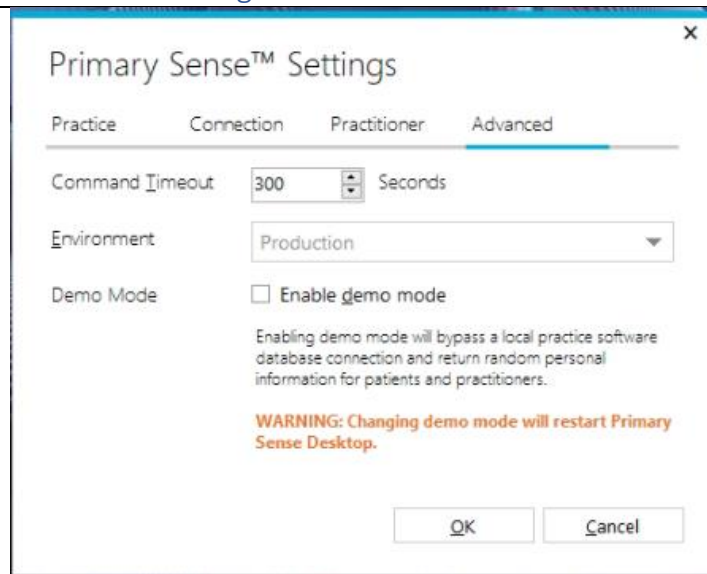 Primary Sense™ Settings
Practice Connection Practitioner Advanced
Command Timeout 300 Seconds
Environment Production
Demo Mode Enable demo mode
Enabling demo mode will bypass a local practice software
database connection and return random personal
information for patients and practitioners.
WARNING: Changing demo mode will restart Primary
Sense Desktop.
OK Cancel